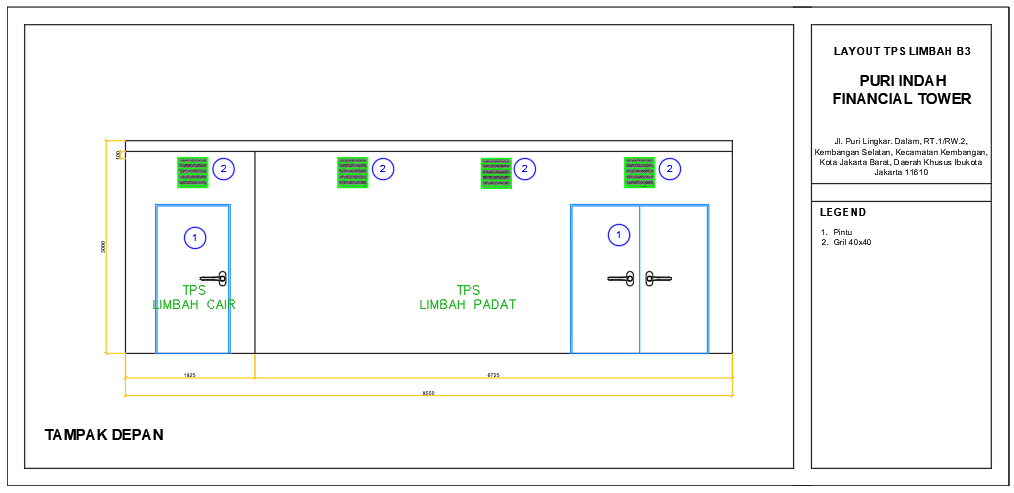 LAYOUT TPS LIMBAH B3
PURI INDAH
FINANCIAL TOWER
Jl. Puri Lingkar. Dalam, RT.1/RW.2,
Kembangan Selatan, Kecamatan Kembangan,
Kota Jakarta Barat, Daerah Khusus Ibukota
Jakarta 11610
LEGEND
1. Pintu
2. Gril 40x40
100
2
2
2
2
3000
1
1
TPS
LIMBAH CAIR
TPS
LIMBAH PADAT
1825
6725
8550
TAMPAK DEPAN